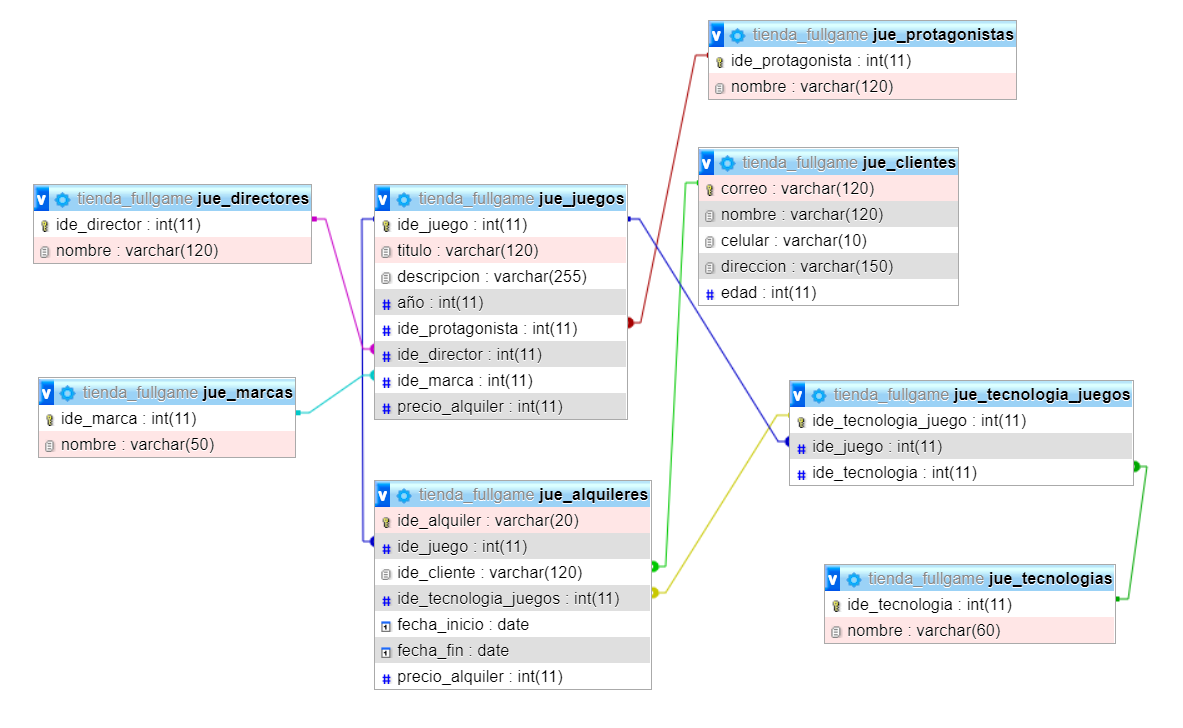 tienda_fullgame jue_protagonistas
ide_protagonista : int(11)
nombre : varchar(120)
tienda_fullgame jue_clientes
correo : varchar(120)
nombre : varchar(120)
celular : varchar(10)
direccion : varchar(150)
edad : int(11)
tienda_fullgame jue_directores
ide_director : int(11)
nombre : varchar(120)
tienda_fullgame jue_juegos
ide_juego : int(11)
titulo : varchar(120)
descripcion : varchar(255)
año : int(11)
ide_protagonista : int(11)
ide_director : int(11)
ide_marca : int(11)
precio_alquiler : int(11)
tienda_fullgame jue_marcas
ide_marca : int(11)
nombre : varchar(50)
tienda_fullgame jue_tecnologia_juegos
ide_tecnologia_juego : int(11)
ide_juego : int(11)
ide_tecnologia : int(11)
tienda_fullgame jue_alquileres
ide_alquiler : varchar(20)
ide_juego : int(11)
ide_cliente : varchar(120)
ide_tecnologia_juegos : int(11)
fecha_inicio : date
fecha_fin : date
precio_alquiler : int(11)
tienda_fullgame jue_tecnologias
ide_tecnologia : int(11)
nombre : varchar(60)